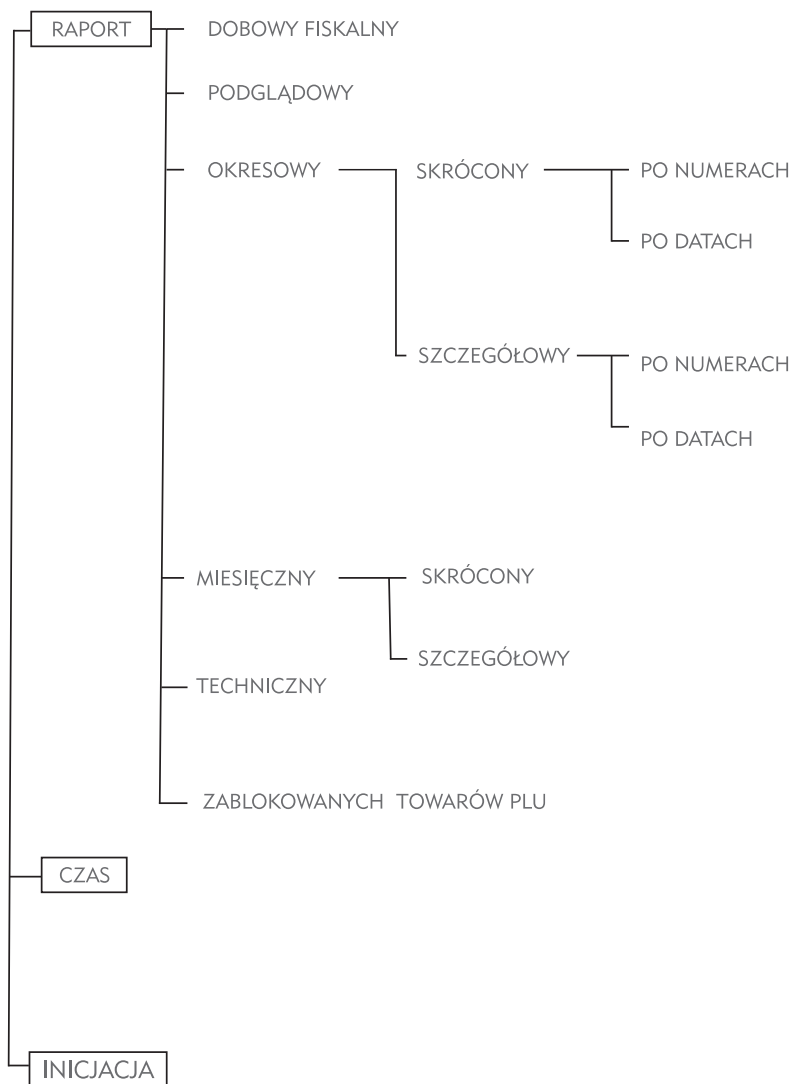 RAPORT
DOBOWY FISKALNY
PODGLĄDOWY
OKRESOWY
SKRÓCONY
PO NUMERACH
PO DATACH
SZCZEGÓŁOWY
PO NUMERACH
PO DATACH
MIESIĘCZNY
SKRÓCONY
SZCZEGÓŁOWY
TECHNICZNY
ZABLOKOWANYCH TOWARÓW PLU
CZAS
INICJACJA